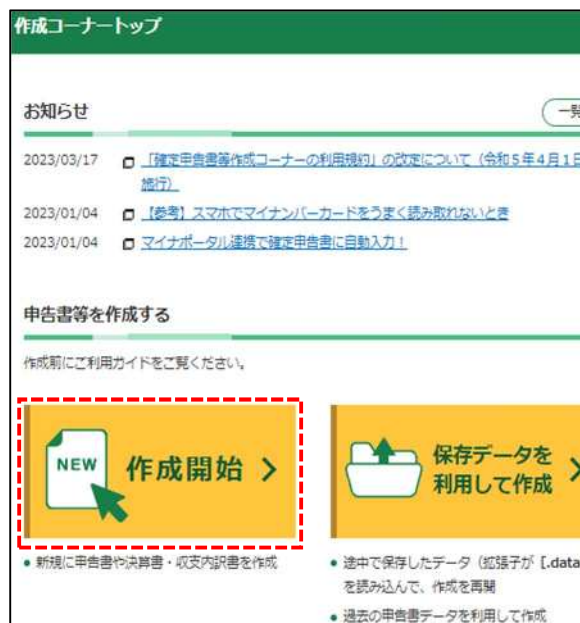 作成コーナートップ
お知らせ
一覧
2023/03/17 「確定申告書等作成コーナーの利用規約」の改定について（令和5年4月1日
施行）
2023/01/04 【参考】スマホでマイナンバーカードをうまく読み取れないとき
2023/01/04 マイナポータル連携で確定申告書に自動入力！
申告書等を作成する
作成前にご利用ガイドをご覧ください。
NEW 作成開始
保存データを
利用して作成
• 新規に申告書や決算書・収支内訳書を作成
• 途中で保存したデータ（拡張子が [.data
を読み込んで、作成を再開
• 過去の申告書データを利用して作成